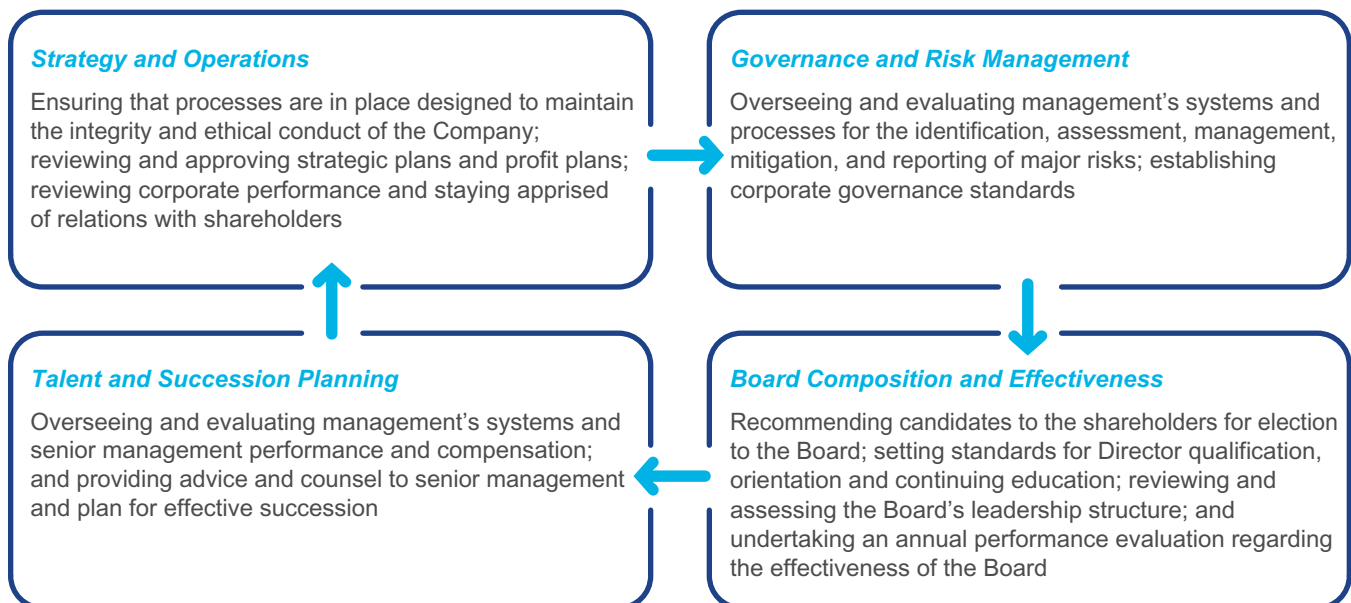 Strategy and Operations
Ensuring that processes are in place designed to maintain
the integrity and ethical conduct of the Company;
reviewing and approving strategic plans and profit plans;
reviewing corporate performance and staying apprised
of relations with shareholders
Governance and Risk Management
Overseeing and evaluating management’s systems and
processes for the identification, assessment, management,
mitigation, and reporting of major risks; establishing
corporate governance standards
Talent and Succession Planning
Overseeing and evaluating management’s systems and
senior management performance and compensation;
and providing advice and counsel to senior management
and plan for effective succession
Board Composition and Effectiveness
Recommending candidates to the shareholders for election
to the Board; setting standards for Director qualification,
orientation and continuing education; reviewing and
assessing the Board’s leadership structure; and
undertaking an annual performance evaluation regarding
the effectiveness of the Board